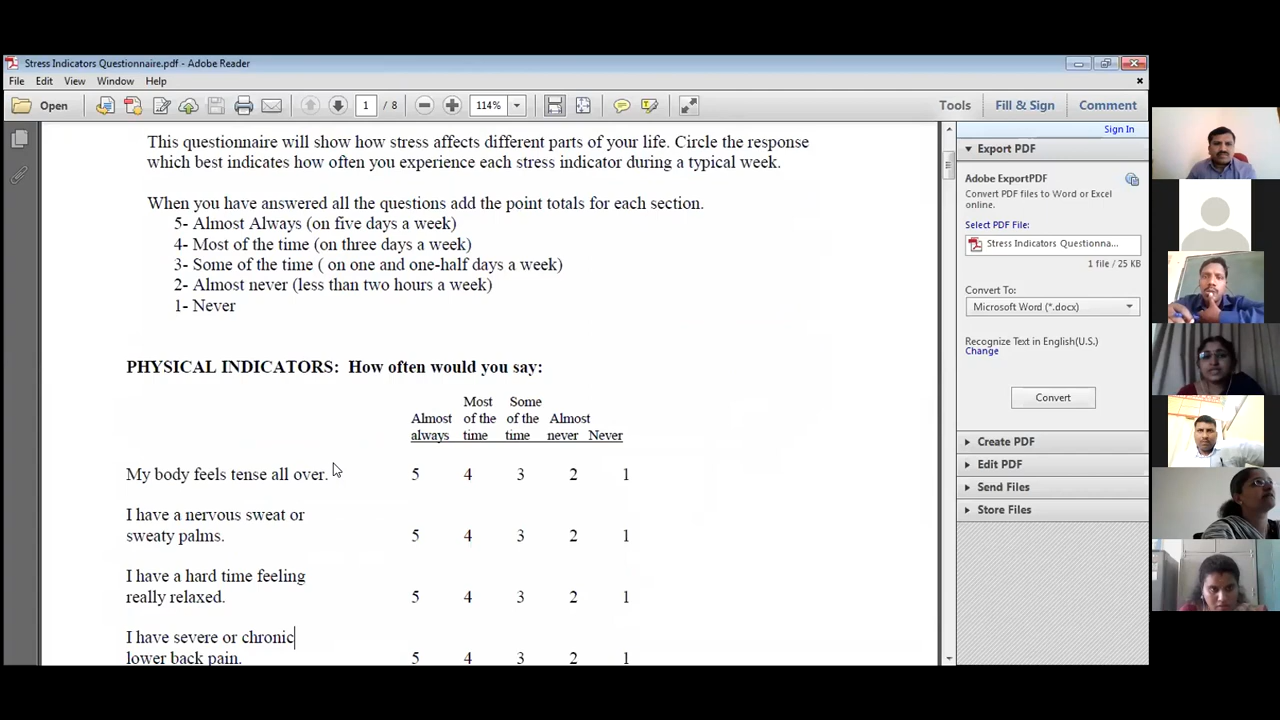 Stress Indicators Questionnaire.pdf - Adobe Reader
File Edit View Window Help
Open 1 / 8 114% Tools Fill & Sign Comment
This questionnaire will show how stress affects different parts of your life. Circle the response
which best indicates how often you experience each stress indicator during a typical week.
When you have answered all the questions add the point totals for each section.
5- Almost Always (on five days a week)
4- Most of the time (on three days a week)
3- Some of the time ( on one and one-half days a week)
2- Almost never (less than two hours a week)
1- Never
PHYSICAL INDICATORS: How often would you say:
Most Some
Almost of the of the Almost
always time time never Never
My body feels tense all over. 5 4 3 2 1
I have a nervous sweat or
sweaty palms. 5 4 3 2 1
I have a hard time feeling
really relaxed. 5 4 3 2 1
I have severe or chronic
lower back pain. 5 4 3 2 1
Sign In
Export PDF
Adobe ExportPDF
Convert PDF files to Word or Excel
online.
Select PDF File:
Stress Indicators Questionna...
1 file / 25 KB
Convert To:
Microsoft Word (*.docx)
Recognize Text in English(U.S.)
Change
Convert
Create PDF
Edit PDF
Send Files
Store Files